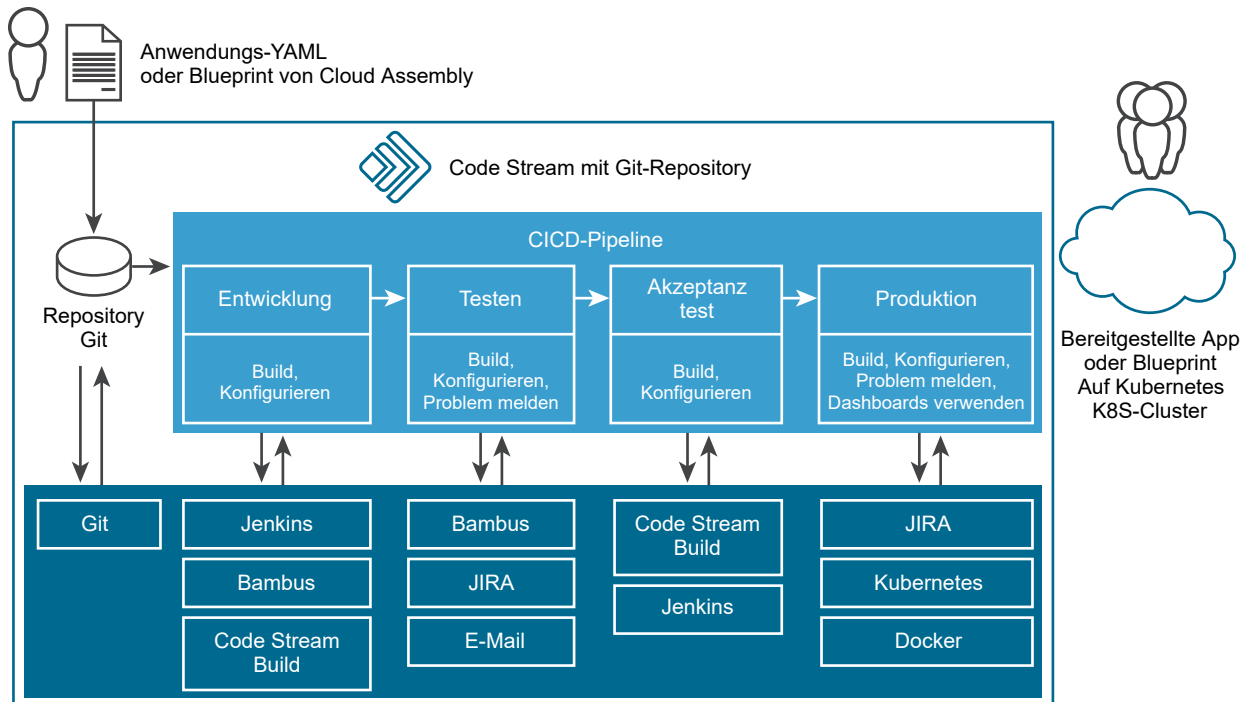 Anwendungs-YAML
oder Blueprint von Cloud Assembly
Code Stream mit Git-Repository
CICD-Pipeline
Entwicklung
Testen
Akzeptanz
test
Produktion
Build,
Konfigurieren
Build,
Konfigurieren,
Problem melden
Build,
Konfigurieren
Build, Konfigurieren,
Problem melden,
Dashboards verwenden
Repository
Git
Bereitgestellte App
oder Blueprint
Auf Kubernetes
K8S-Cluster
Git
Jenkins
Bambus
Code Stream
Build
Bambus
JIRA
E-Mail
Code Stream
Build
Jenkins
JIRA
Kubernetes
Docker